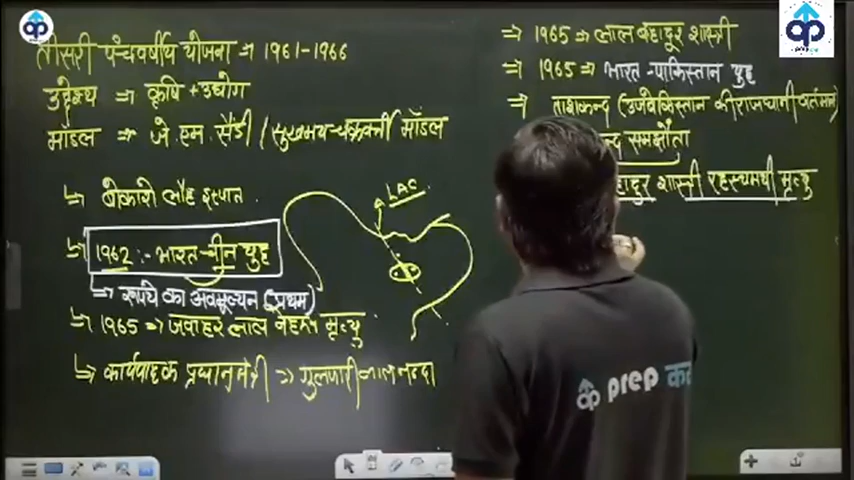 तीसरी पंचवर्षीय योजना ⇒ 1961-1966
उद्देश्य ⇒ कृषि + उद्योग
मॉडल ⇒ जे.एम. सैंडी / सुखमय-चक्रवर्ती मॉडल
↳ बोकारो लौह इस्पात
↳ 1962 :- भारत-चीन युद्ध
⇒ रुपये का अवमूल्यन (प्रथम)
↳ 1965 ⇒ जवाहर लाल नेहरू मृत्यु
↳ कार्यवाहक प्रधानमंत्री ⇒ गुलजारी लाल नन्दा
LAC
⇒ 1965 ⇒ लाल बहादूर शास्त्री
⇒ 1965 ⇒ भारत-पाकिस्तान युद्ध
⇒ ताशकन्द (उज्वेकिस्तान की राजधानी वर्तमान)
न्द समझौता
हादुर शास्त्री रहस्यमयी मृत्यु
prep
prep